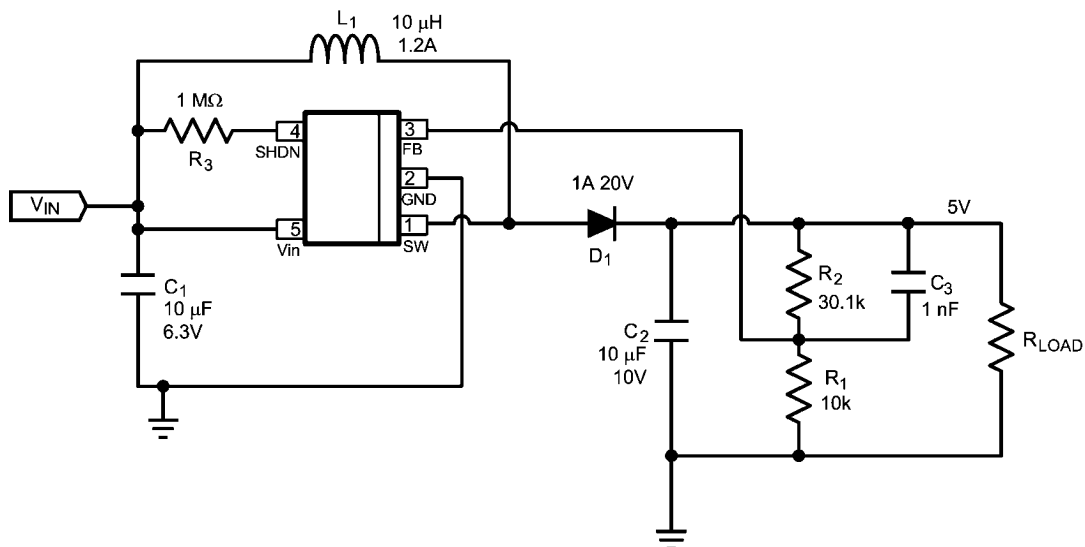 L1
10 μH
1.2A
1 MΩ
R3
4
SHDN
3
FB
2
GND
1
SW
5
Vin
VIN
C1
10 μF
6.3V
1A 20V
D1
5V
C2
10 μF
10V
R2
30.1k
C3
1 nF
R1
10k
RLOAD